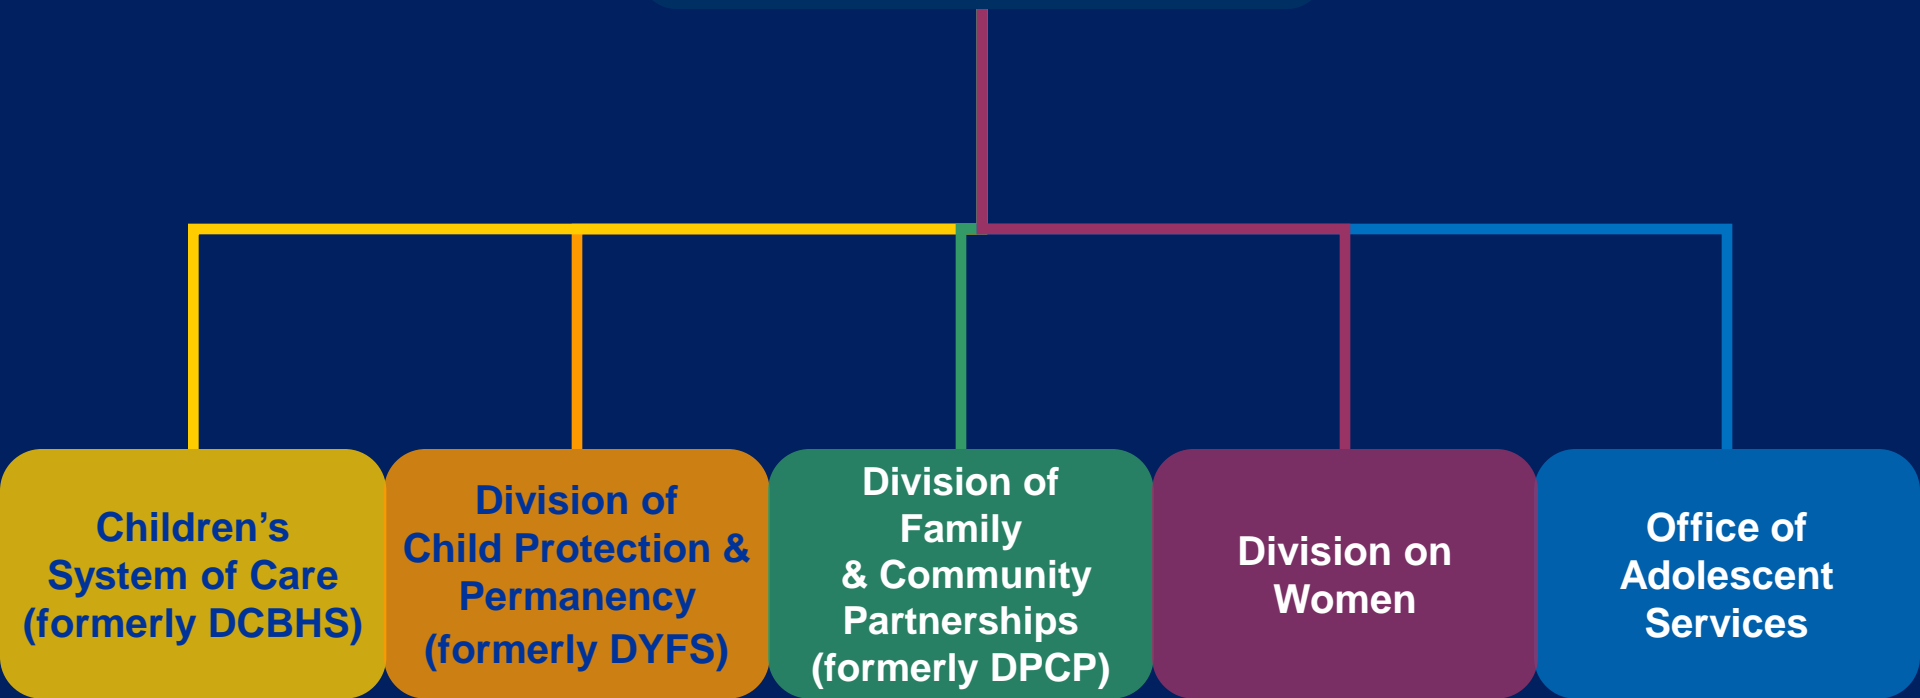 Children’s
System of Care
(formerly DCBHS)
Division of
Child Protection &
Permanency
(formerly DYFS)
Division of
Family
& Community
Partnerships
(formerly DPCP)
Division on
Women
Office of
Adolescent
Services